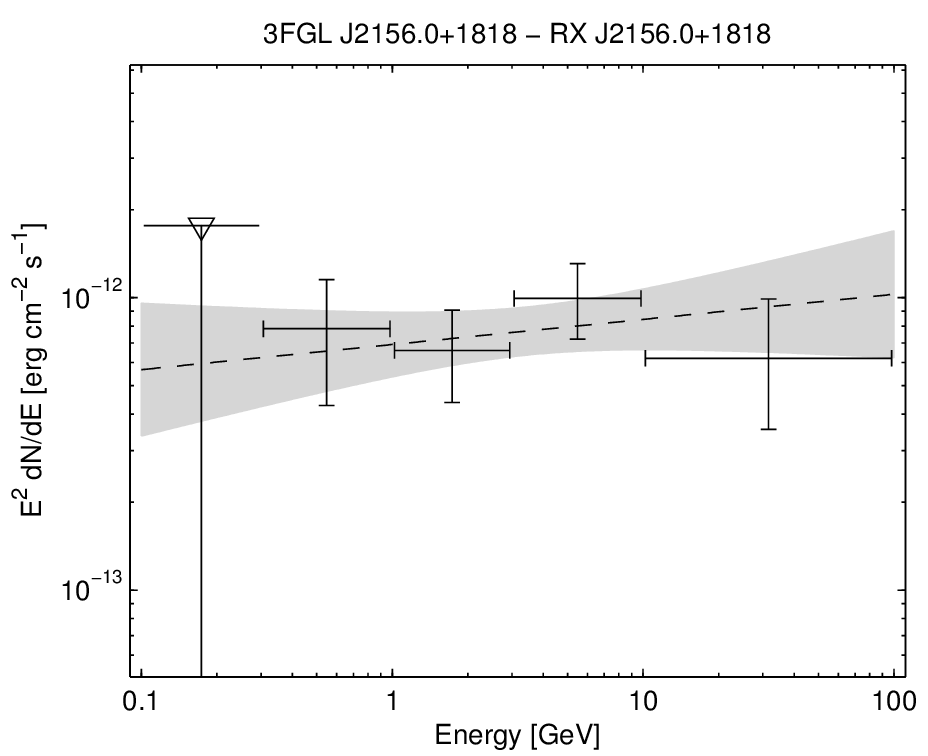 3FGL J2156.0+1818 − RX J2156.0+1818
E² dN/dE [erg cm⁻² s⁻¹]
10⁻¹²
10⁻¹³
0.1 1 10 100
Energy [GeV]